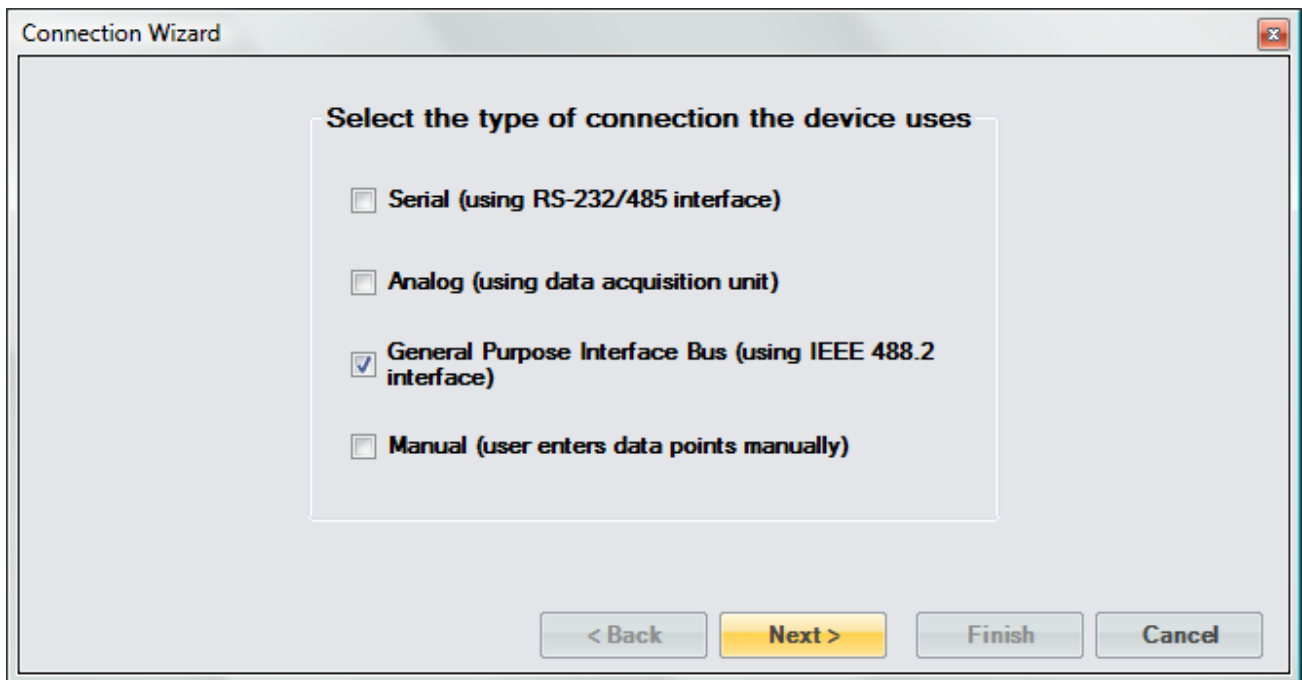 Connection Wizard
Select the type of connection the device uses
Serial (using RS-232/485 interface)
Analog (using data acquisition unit)
General Purpose Interface Bus (using IEEE 488.2
interface)
Manual (user enters data points manually)
< Back Next > Finish Cancel